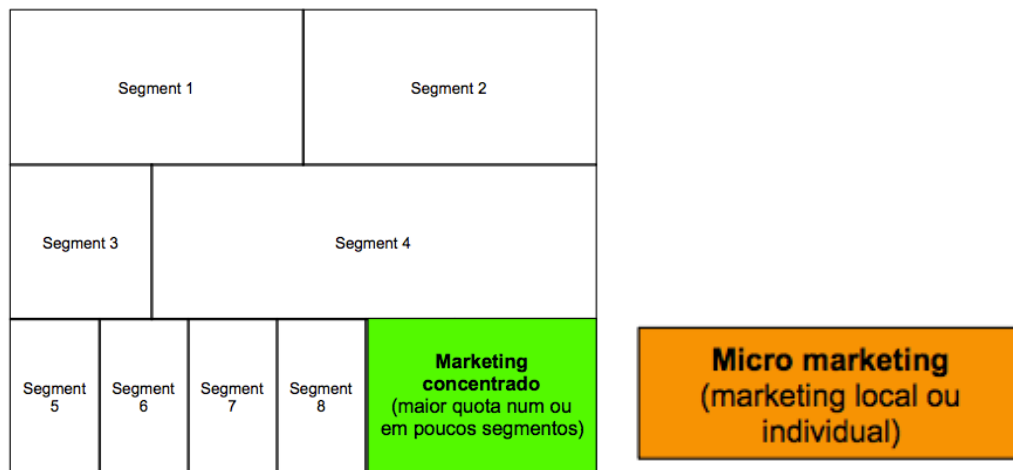 Segment 1
Segment 2
Segment 3
Segment 4
Segment
5
Segment
6
Segment
7
Segment
8
Marketing
concentrado
(maior quota num ou
em poucos segmentos)
Micro marketing
(marketing local ou
individual)